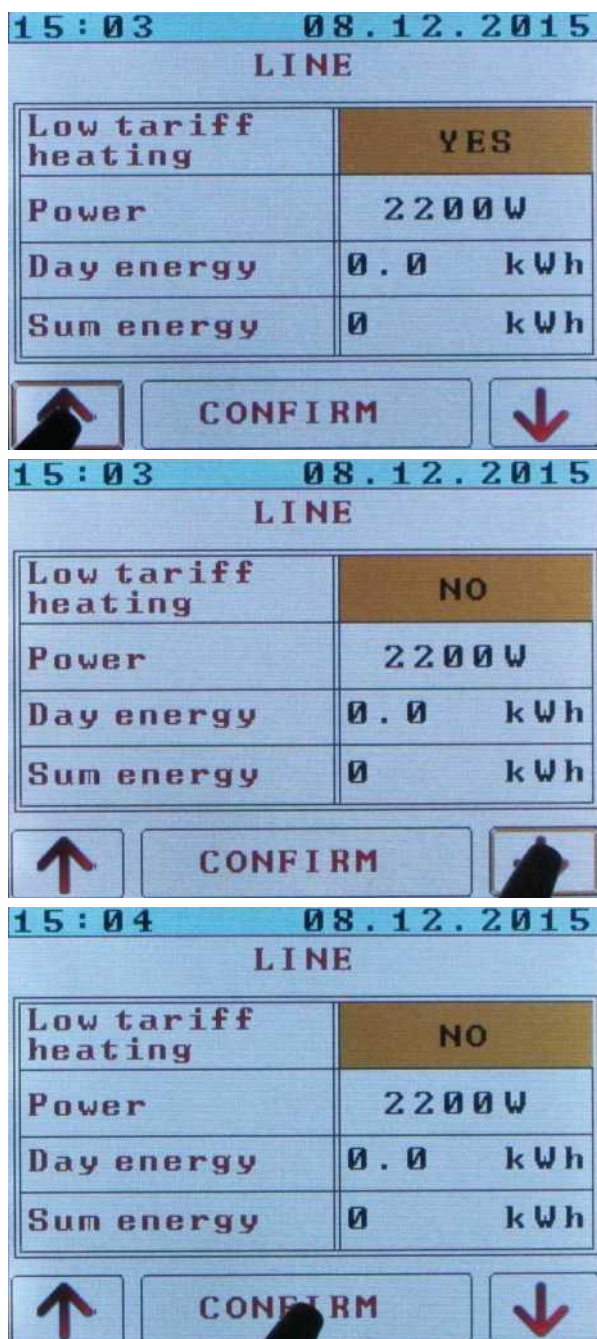 15:03 08.12.2015
LINE
Low tariff
heating
YES
Power 2200W
Day energy 0.0 kWh
Sum energy 0 kWh
CONFIRM
15:03 08.12.2015
LINE
Low tariff
heating
NO
Power 2200W
Day energy 0.0 kWh
Sum energy 0 kWh
CONFIRM
15:04 08.12.2015
LINE
Low tariff
heating
NO
Power 2200W
Day energy 0.0 kWh
Sum energy 0 kWh
CONFIRM